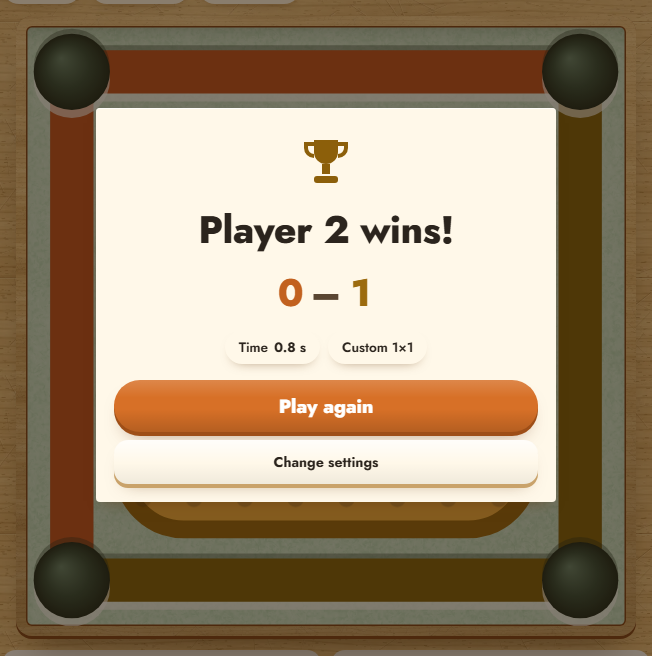 Player 2 wins!
0 – 1
Time 0.8 s Custom 1×1
Play again
Change settings